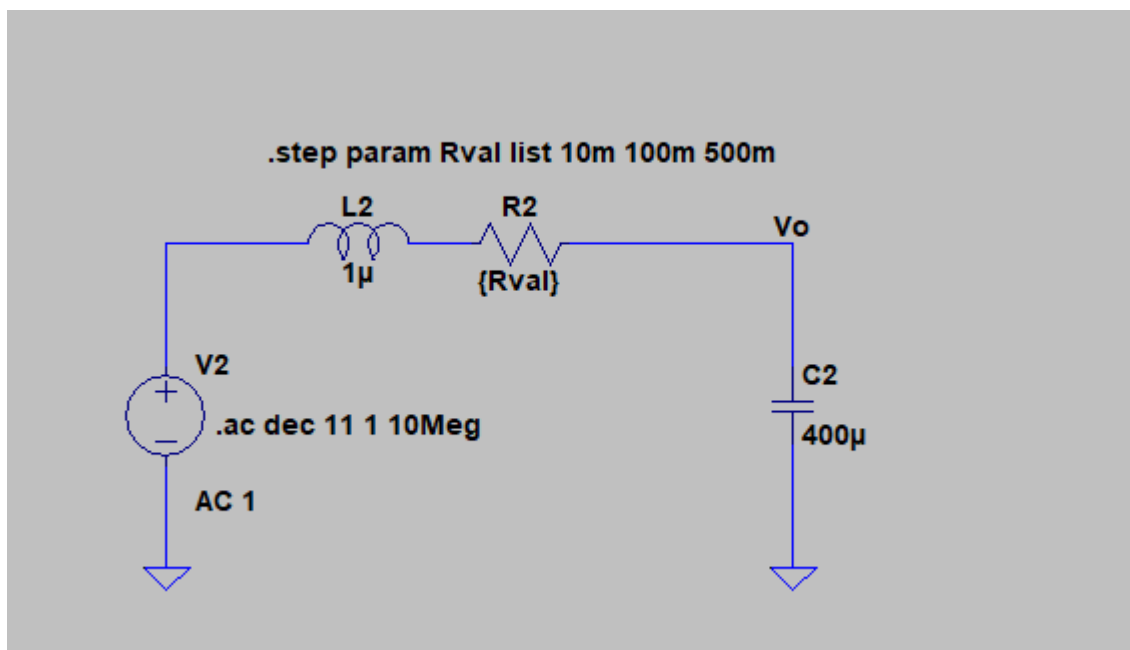 .step param Rval list 10m 100m 500m
L2
R2
Vo
1µ
{Rval}
V2
C2
.ac dec 11 1 10Meg
400µ
AC 1